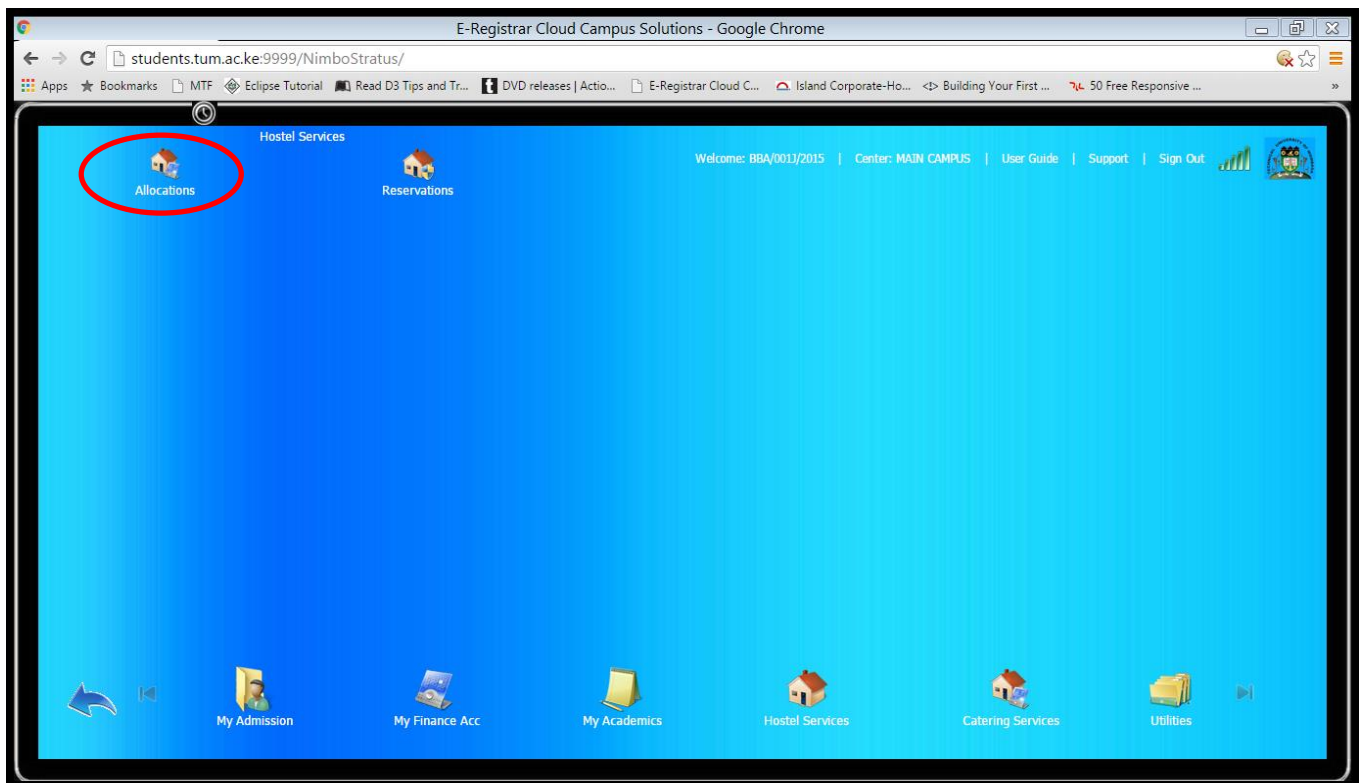 E-Registrar Cloud Campus Solutions - Google Chrome
students.tum.ac.ke:9999/NimboStratus/
Apps Bookmarks MTF Eclipse Tutorial Read D3 Tips and Tr... DVD releases | Actio... E-Registrar Cloud C... Island Corporate-Ho... Building Your First ... 50 Free Responsive ... »
Hostel Services
Allocations Reservations
Welcome: BBA/001J/2015 | Center: MAIN CAMPUS | User Guide | Support | Sign Out
My Admission My Finance Acc My Academics Hostel Services Catering Services Utilities